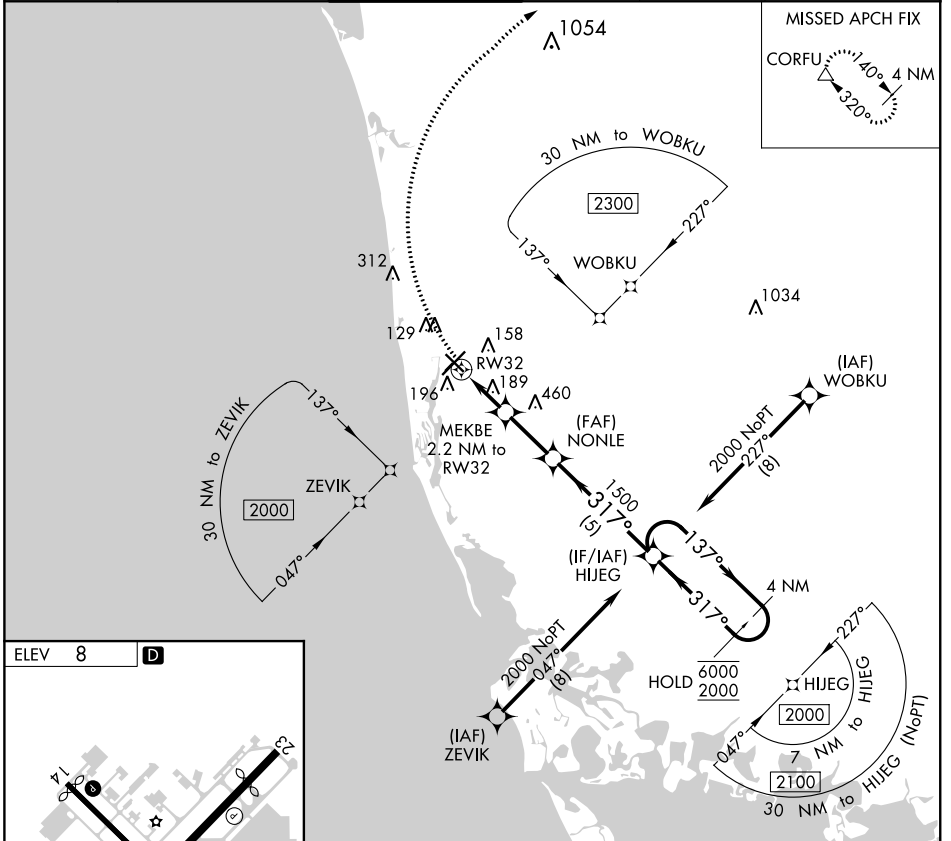 1054
MISSED APCH FIX
CORFU
140°
4 NM
320°
30 NM to WOBKU
2300
227°
137°
WOBKU
312
1034
129
158
RW32
196
189
460
(IAF)
WOBKU
MEKBE
2.2 NM to
RW32
(FAF)
NONLE
2000 NoPT
227°
(8)
137°
30 NM to ZEVIK
ZEVIK
2000
047°
1500
317°
(5)
(IF/IAF)
HIJEG
137°
317°
4 NM
HOLD
6000
2000
2000 NoPT
047°
(8)
(IAF)
ZEVIK
227°
HIJEG
2000
047°
7 NM to HIJEG
2100
30 NM to HIJEG (NoPT)
ELEV 8
D
14
P
23
P